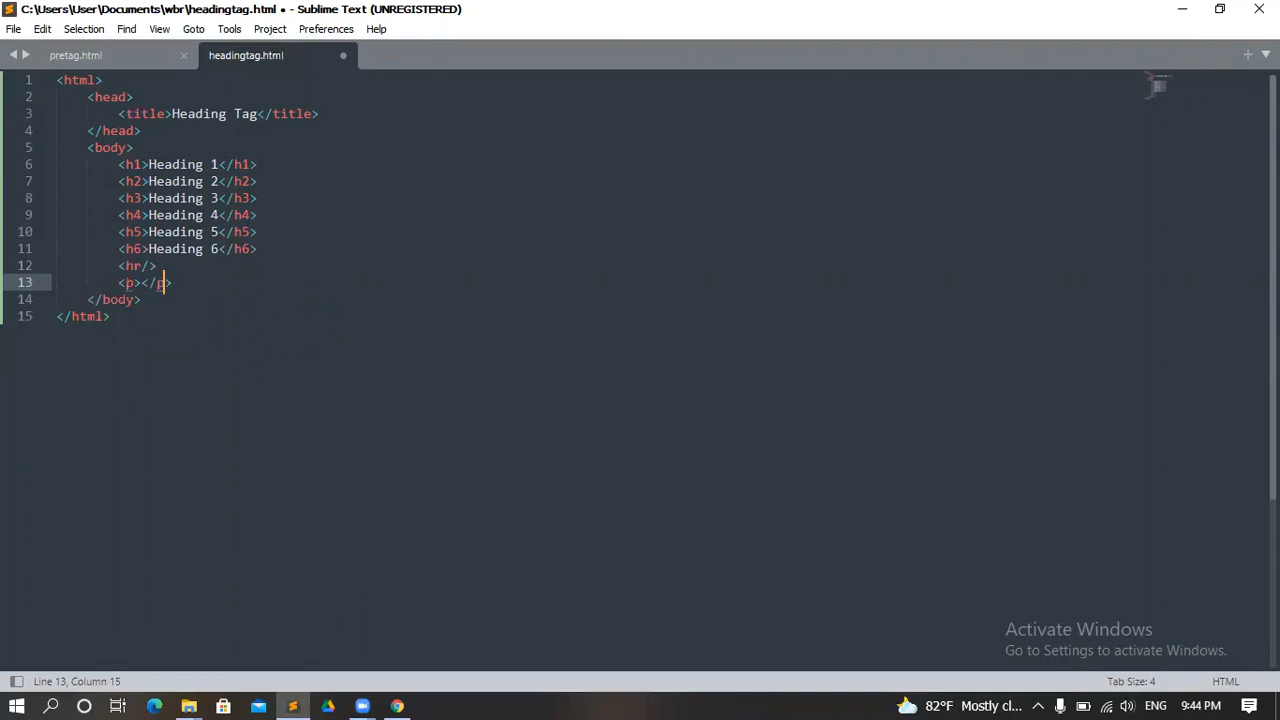 C:\Users\User\Documents\wbr\headingtag.html • - Sublime Text (UNREGISTERED)
File Edit Selection Find View Goto Tools Project Preferences Help
pretag.html headingtag.html
1 <html>
2 <head>
3 <title>Heading Tag</title>
4 </head>
5 <body>
6 <h1>Heading 1</h1>
7 <h2>Heading 2</h2>
8 <h3>Heading 3</h3>
9 <h4>Heading 4</h4>
10 <h5>Heading 5</h5>
11 <h6>Heading 6</h6>
12 <hr/>
13 <p></p>
14 </body>
15 </html>
Activate Windows
Go to Settings to activate Windows.
Line 13, Column 15 Tab Size: 4 HTML
82°F Mostly cl... ENG 9:44 PM